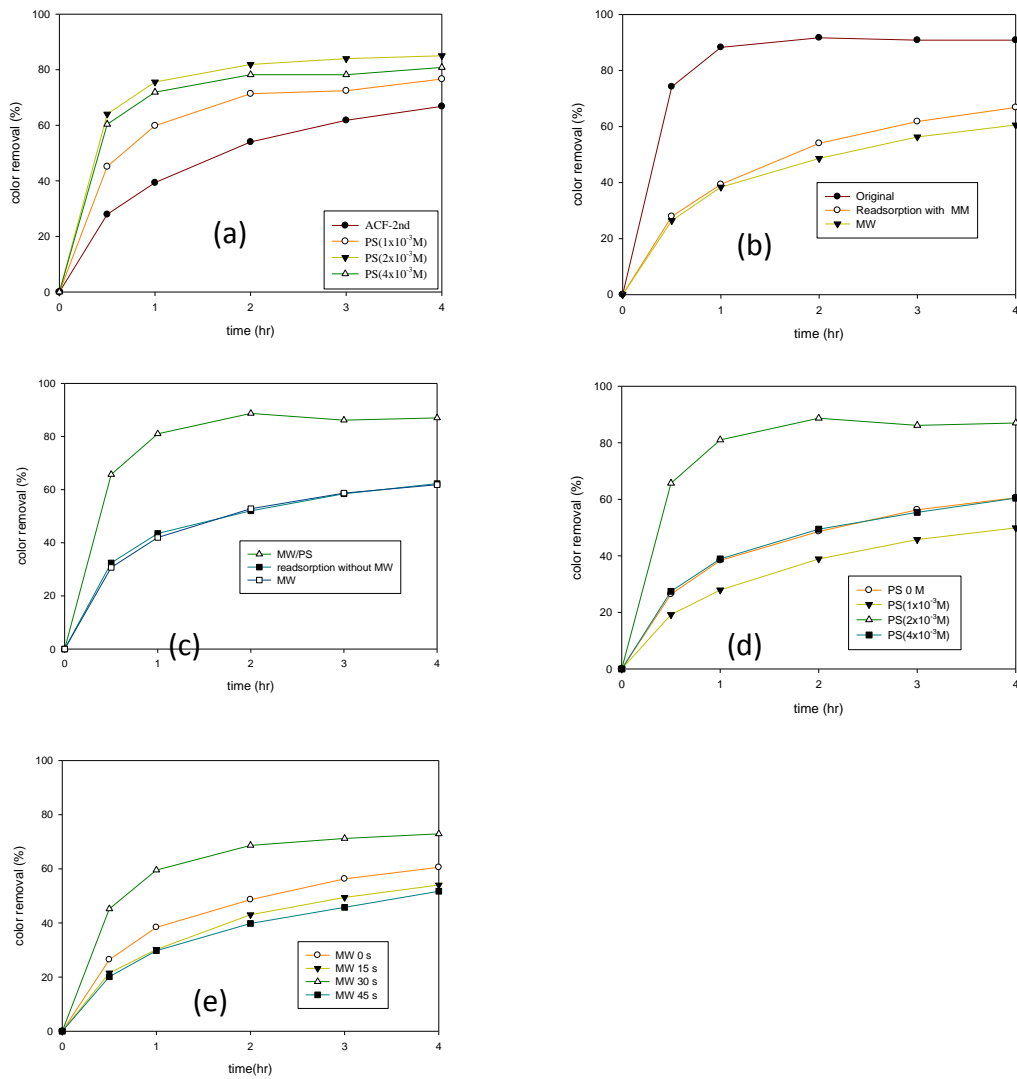 100
80
60
40
20
0
color removal (%)
0 1 2 3 4
time (hr)
(a)
ACF-2nd
PS(1x10⁻³M)
PS(2x10⁻³M)
PS(4x10⁻³M)
100
80
60
40
20
0
color removal (%)
0 1 2 3 4
time (hr)
(b)
Original
Readsorption with MM
MW
100
80
60
40
20
0
color removal (%)
0 1 2 3 4
time (hr)
(c)
MW/PS
readsorption without MW
MW
100
80
60
40
20
0
color removal (%)
0 1 2 3 4
time (hr)
(d)
PS 0 M
PS(1x10⁻³M)
PS(2x10⁻³M)
PS(4x10⁻³M)
100
80
60
40
20
0
color removal (%)
0 1 2 3 4
time(hr)
(e)
MW 0 s
MW 15 s
MW 30 s
MW 45 s